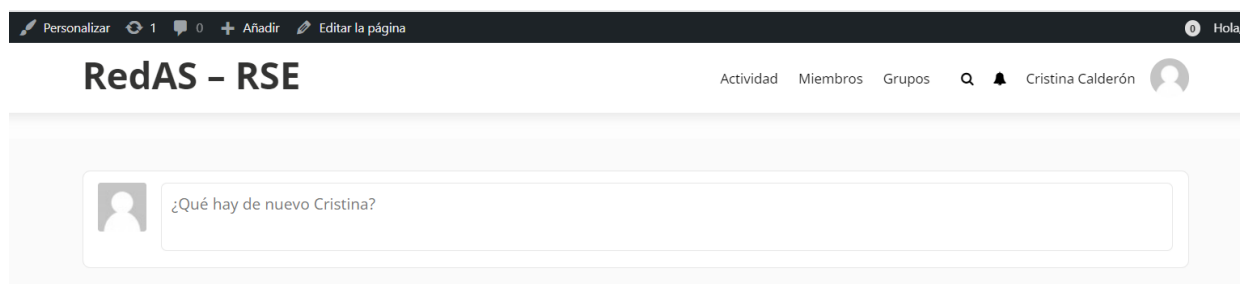 Personalizar 1 0 Añadir Editar la página 0 Hola,
RedAS – RSE Actividad Miembros Grupos Cristina Calderón
¿Qué hay de nuevo Cristina?